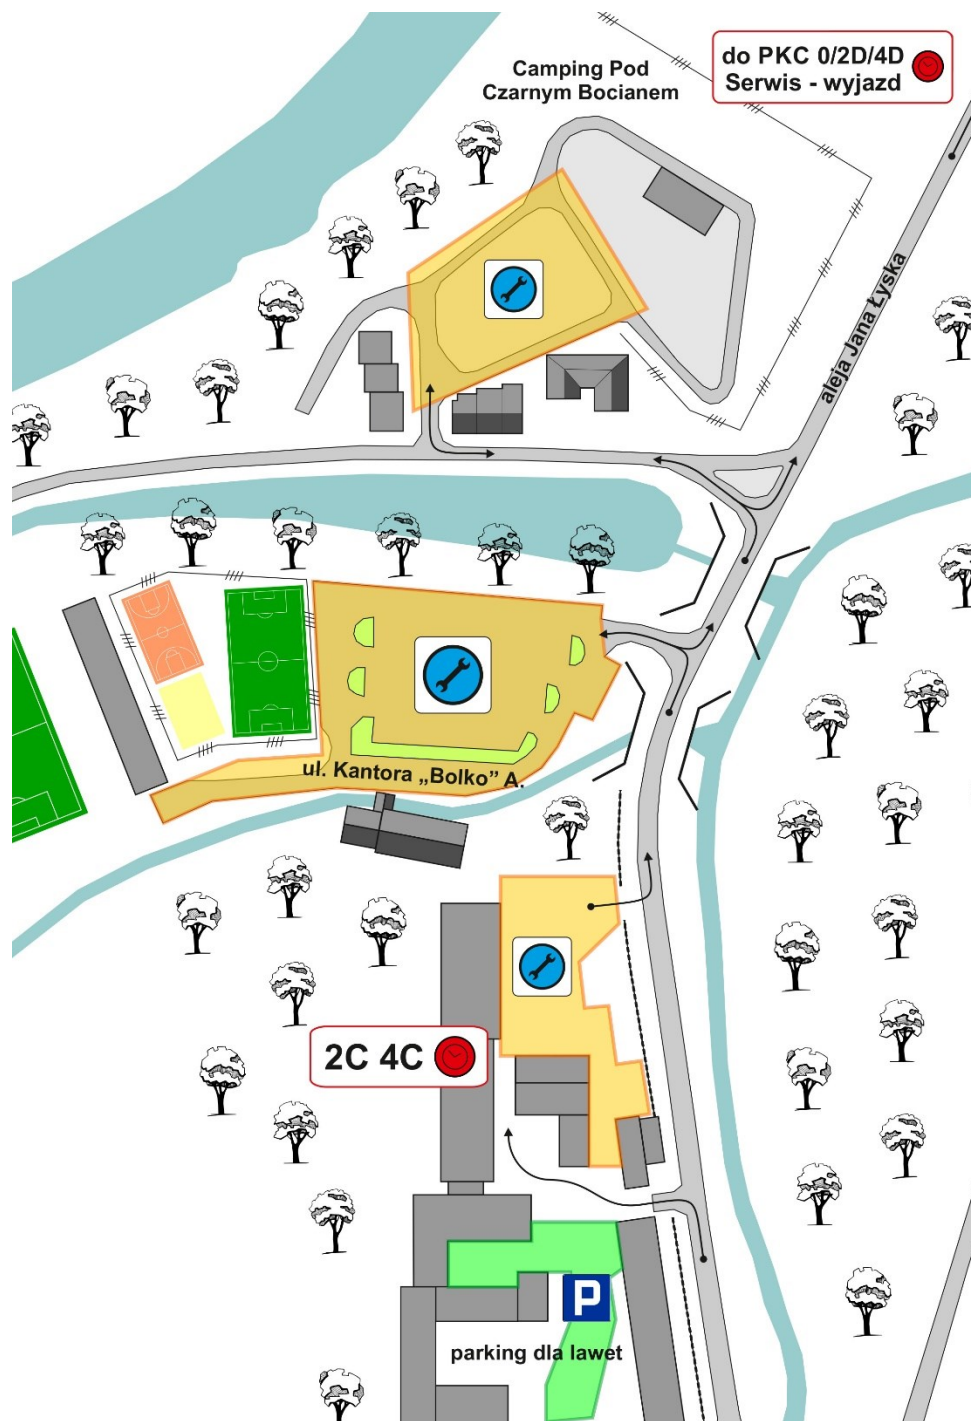 do PKC 0/2D/4D
Serwis - wyjazd
Camping Pod
Czarnym Bocianem
aleja Jana Łyska
ul. Kantora „Bolko” A.
2C 4C
P
parking dla lawet